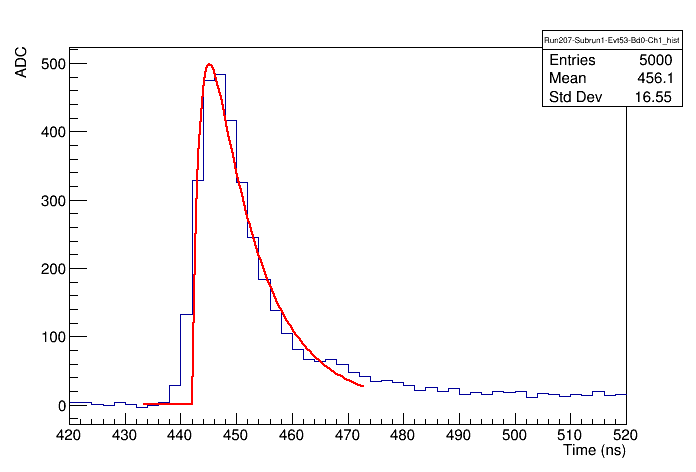 Run207-Subrun1-Evt53-Bd0-Ch1_hist
Entries 5000
Mean 456.1
Std Dev 16.55
ADC
500
400
300
200
100
0
420 430 440 450 460 470 480 490 500 510 520
Time (ns)